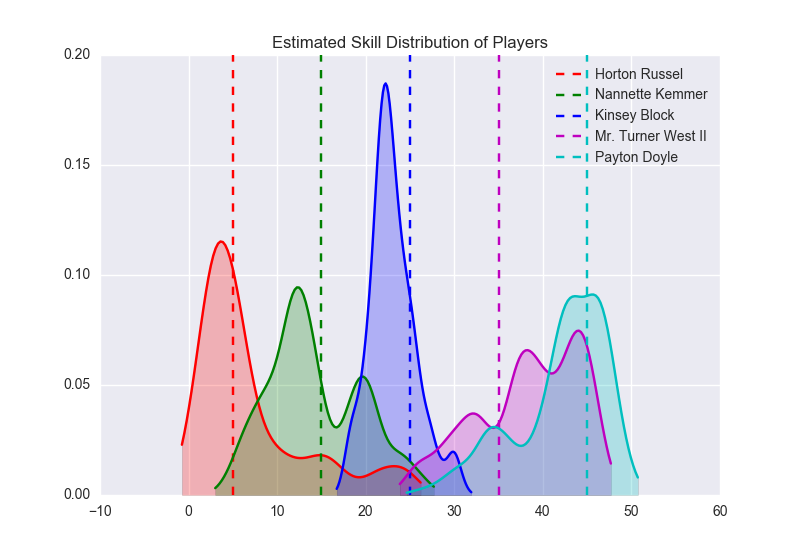 Estimated Skill Distribution of Players
0.20
0.15
0.10
0.05
0.00
−10
0
10
20
30
40
50
60
Horton Russel
Nannette Kemmer
Kinsey Block
Mr. Turner West II
Payton Doyle